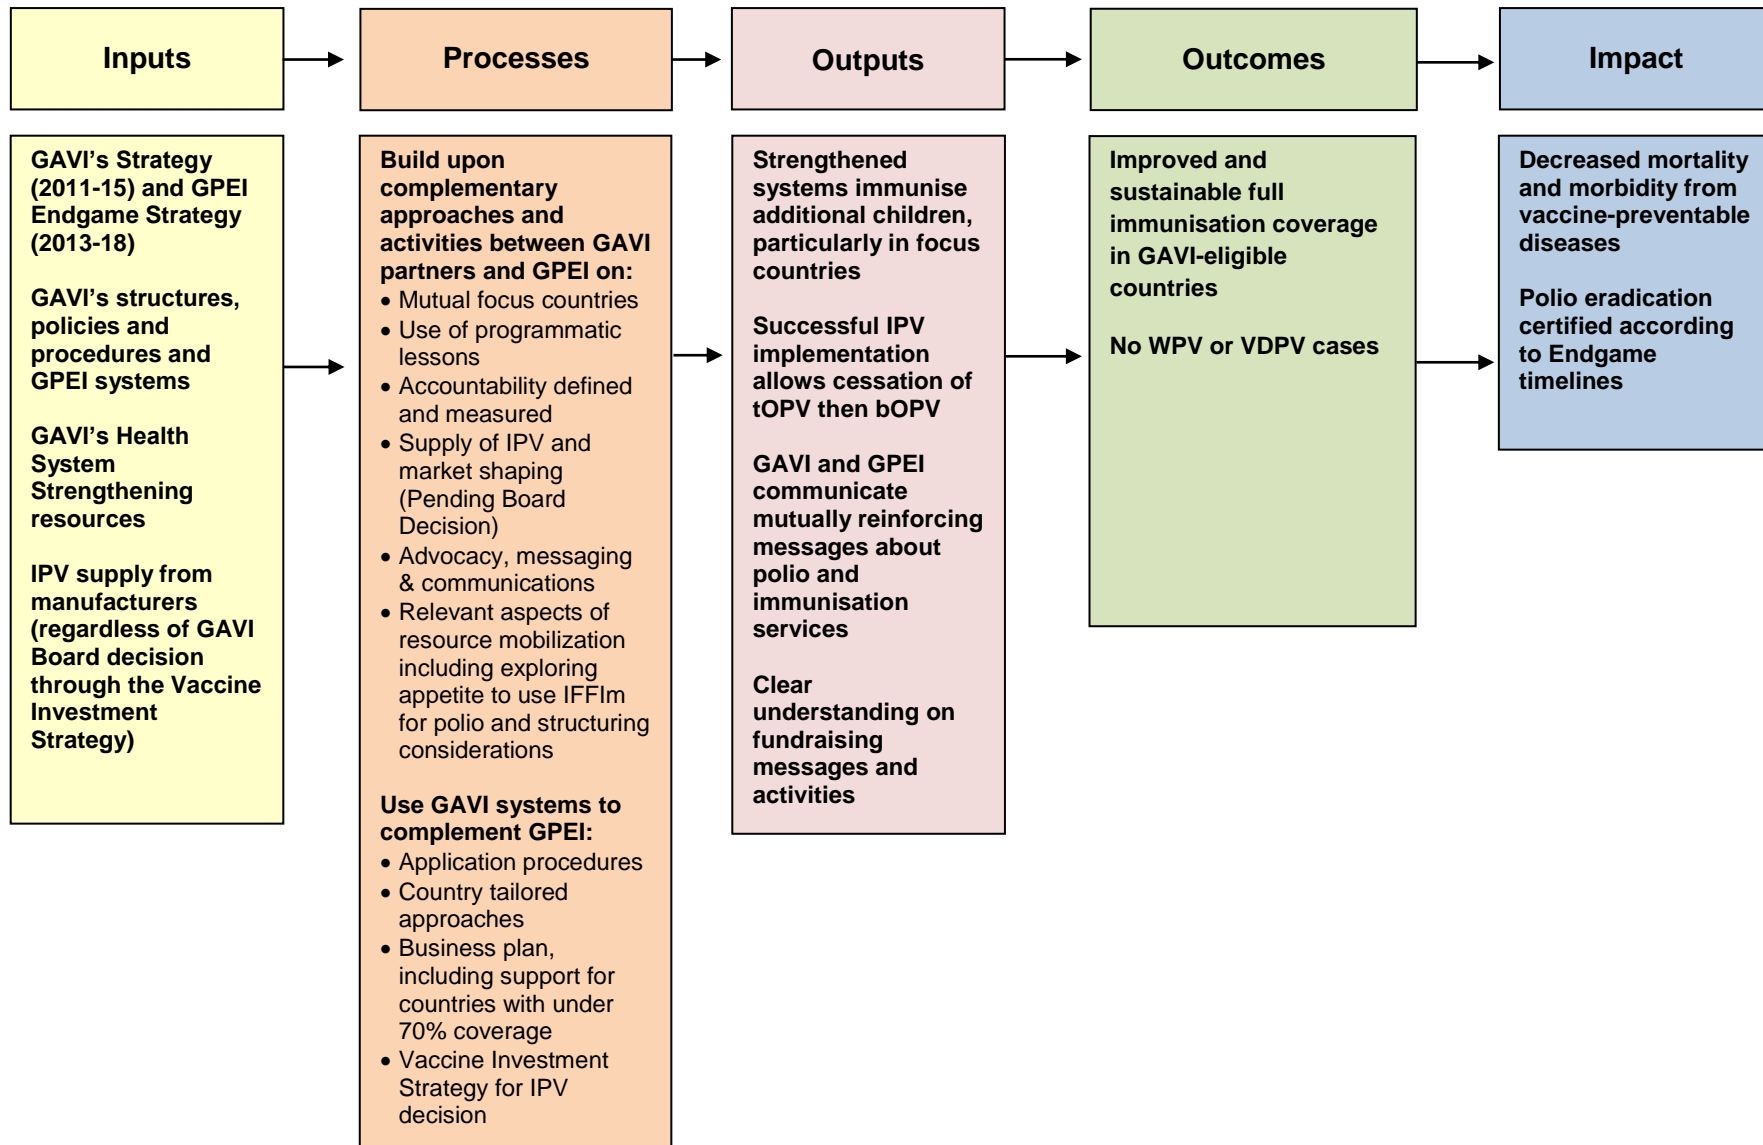 Inputs
Processes
Outputs
Outcomes
Impact
GAVI's Strategy
(2011-15) and GPEI
Endgame Strategy
(2013-18)
GAVI's structures,
policies and
procedures and
GPEI systems
GAVI's Health
System
Strengthening
resources
IPV supply from
manufacturers
(regardless of GAVI
Board decision
through the Vaccine
Investment
Strategy)
Build upon
complementary
approaches and
activities between GAVI
partners and GPEI on:
• Mutual focus countries
• Use of programmatic
lessons
• Accountability defined
and measured
• Supply of IPV and
market shaping
(Pending Board
Decision)
• Advocacy, messaging
& communications
• Relevant aspects of
resource mobilization
including exploring
appetite to use IFFIm
for polio and structuring
considerations
Use GAVI systems to
complement GPEI:
• Application procedures
• Country tailored
approaches
• Business plan,
including support for
countries with under
70% coverage
• Vaccine Investment
Strategy for IPV
decision
Strengthened
systems immunise
additional children,
particularly in focus
countries
Successful IPV
implementation
allows cessation of
tOPV then bOPV
GAVI and GPEI
communicate
mutually reinforcing
messages about
polio and
immunisation
services
Clear
understanding on
fundraising
messages and
activities
Improved and
sustainable full
immunisation coverage
in GAVI-eligible
countries
No WPV or VDPV cases
Decreased mortality
and morbidity from
vaccine-preventable
diseases
Polio eradication
certified according
to Endgame
timelines